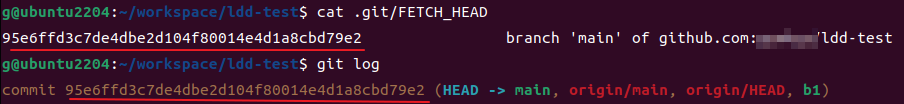 g@ubuntu2204:~/workspace/ldd-test$ cat .git/FETCH_HEAD
95e6ffd3c7de4dbe2d104f80014e4d1a8cbd79e2 branch 'main' of github.com: /ldd-test
g@ubuntu2204:~/workspace/ldd-test$ git log
commit 95e6ffd3c7de4dbe2d104f80014e4d1a8cbd79e2 (HEAD -> main, origin/main, origin/HEAD, b1)